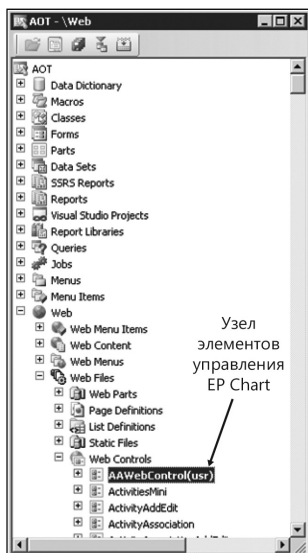 AOT - \Web
AOT
Data Dictionary
Macros
Classes
Forms
Parts
Data Sets
SSRS Reports
Reports
Visual Studio Projects
Report Libraries
Queries
Jobs
Menus
Menu Items
Web
Web Menu Items
Web Content
Web Menus
Web Files
Web Parts
Page Definitions
List Definitions
Static Files
Web Controls
AAWebControl(usr)
ActivitiesMini
ActivityAddEdit
ActivityAssociation
Узел
элементов
управления
EP Chart